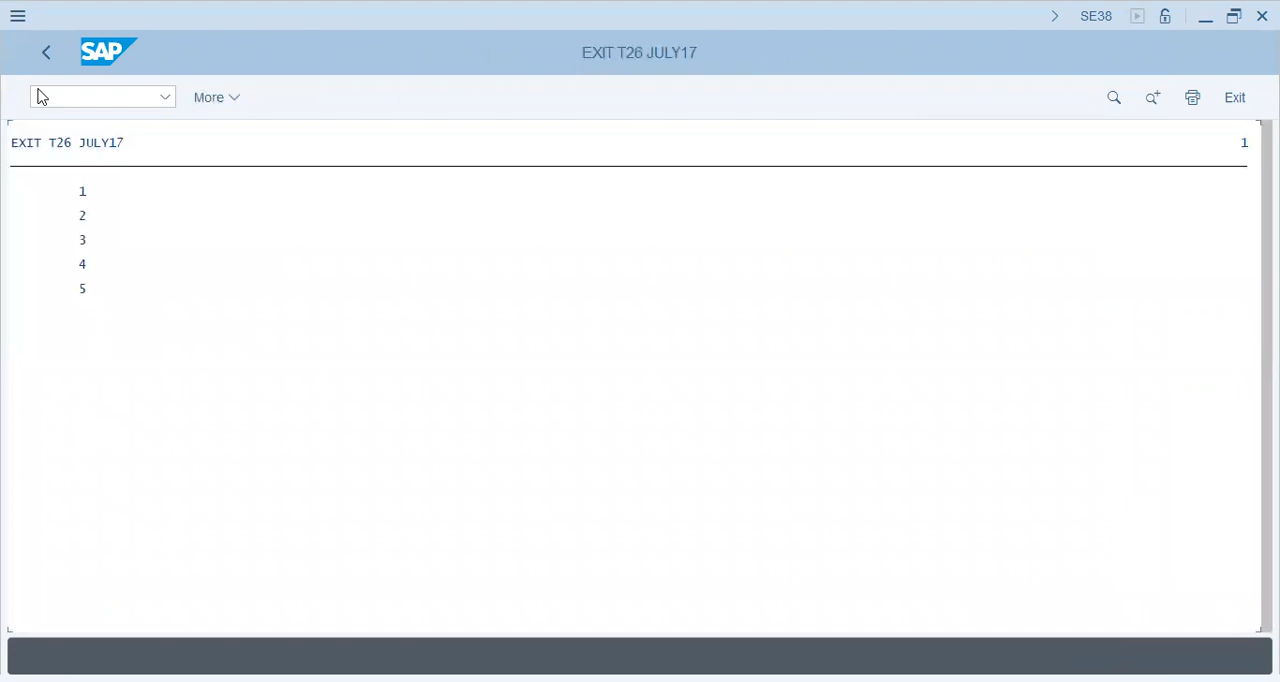 SE38
SAP
EXIT T26 JULY17
More
Exit
EXIT T26 JULY17 1
1
2
3
4
5